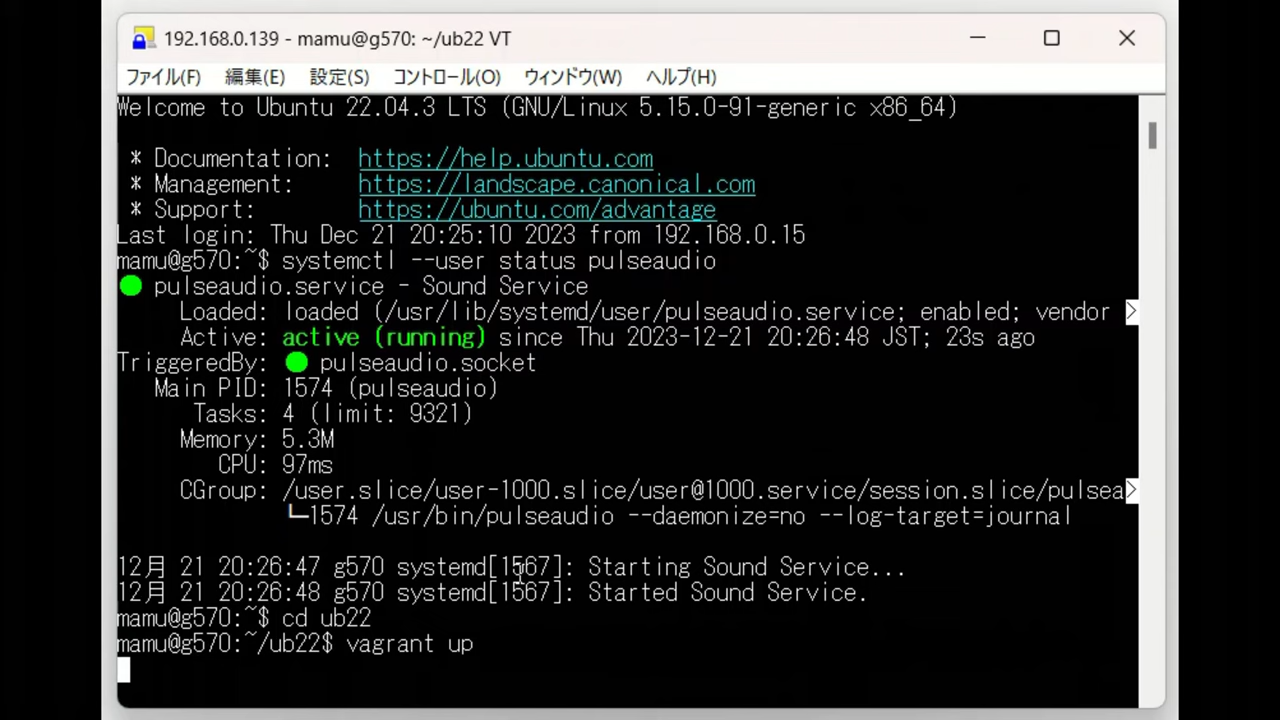 192.168.0.139 - mamu@g570: ~/ub22 VT
ファイル(F) 編集(E) 設定(S) コントロール(O) ウィンドウ(W) ヘルプ(H)
Welcome to Ubuntu 22.04.3 LTS (GNU/Linux 5.15.0-91-generic x86_64)
* Documentation: https://help.ubuntu.com
* Management: https://landscape.canonical.com
* Support: https://ubuntu.com/advantage
Last login: Thu Dec 21 20:25:10 2023 from 192.168.0.15
mamu@g570:~$ systemctl --user status pulseaudio
● pulseaudio.service - Sound Service
Loaded: loaded (/usr/lib/systemd/user/pulseaudio.service; enabled; vendor >
Active: active (running) since Thu 2023-12-21 20:26:48 JST; 23s ago
TriggeredBy: ● pulseaudio.socket
Main PID: 1574 (pulseaudio)
Tasks: 4 (limit: 9321)
Memory: 5.3M
CPU: 97ms
CGroup: /user.slice/user-1000.slice/user@1000.service/session.slice/pulsea>
└─1574 /usr/bin/pulseaudio --daemonize=no --log-target=journal
12月 21 20:26:47 g570 systemd[1567]: Starting Sound Service...
12月 21 20:26:48 g570 systemd[1567]: Started Sound Service.
mamu@g570:~$ cd ub22
mamu@g570:~/ub22$ vagrant up